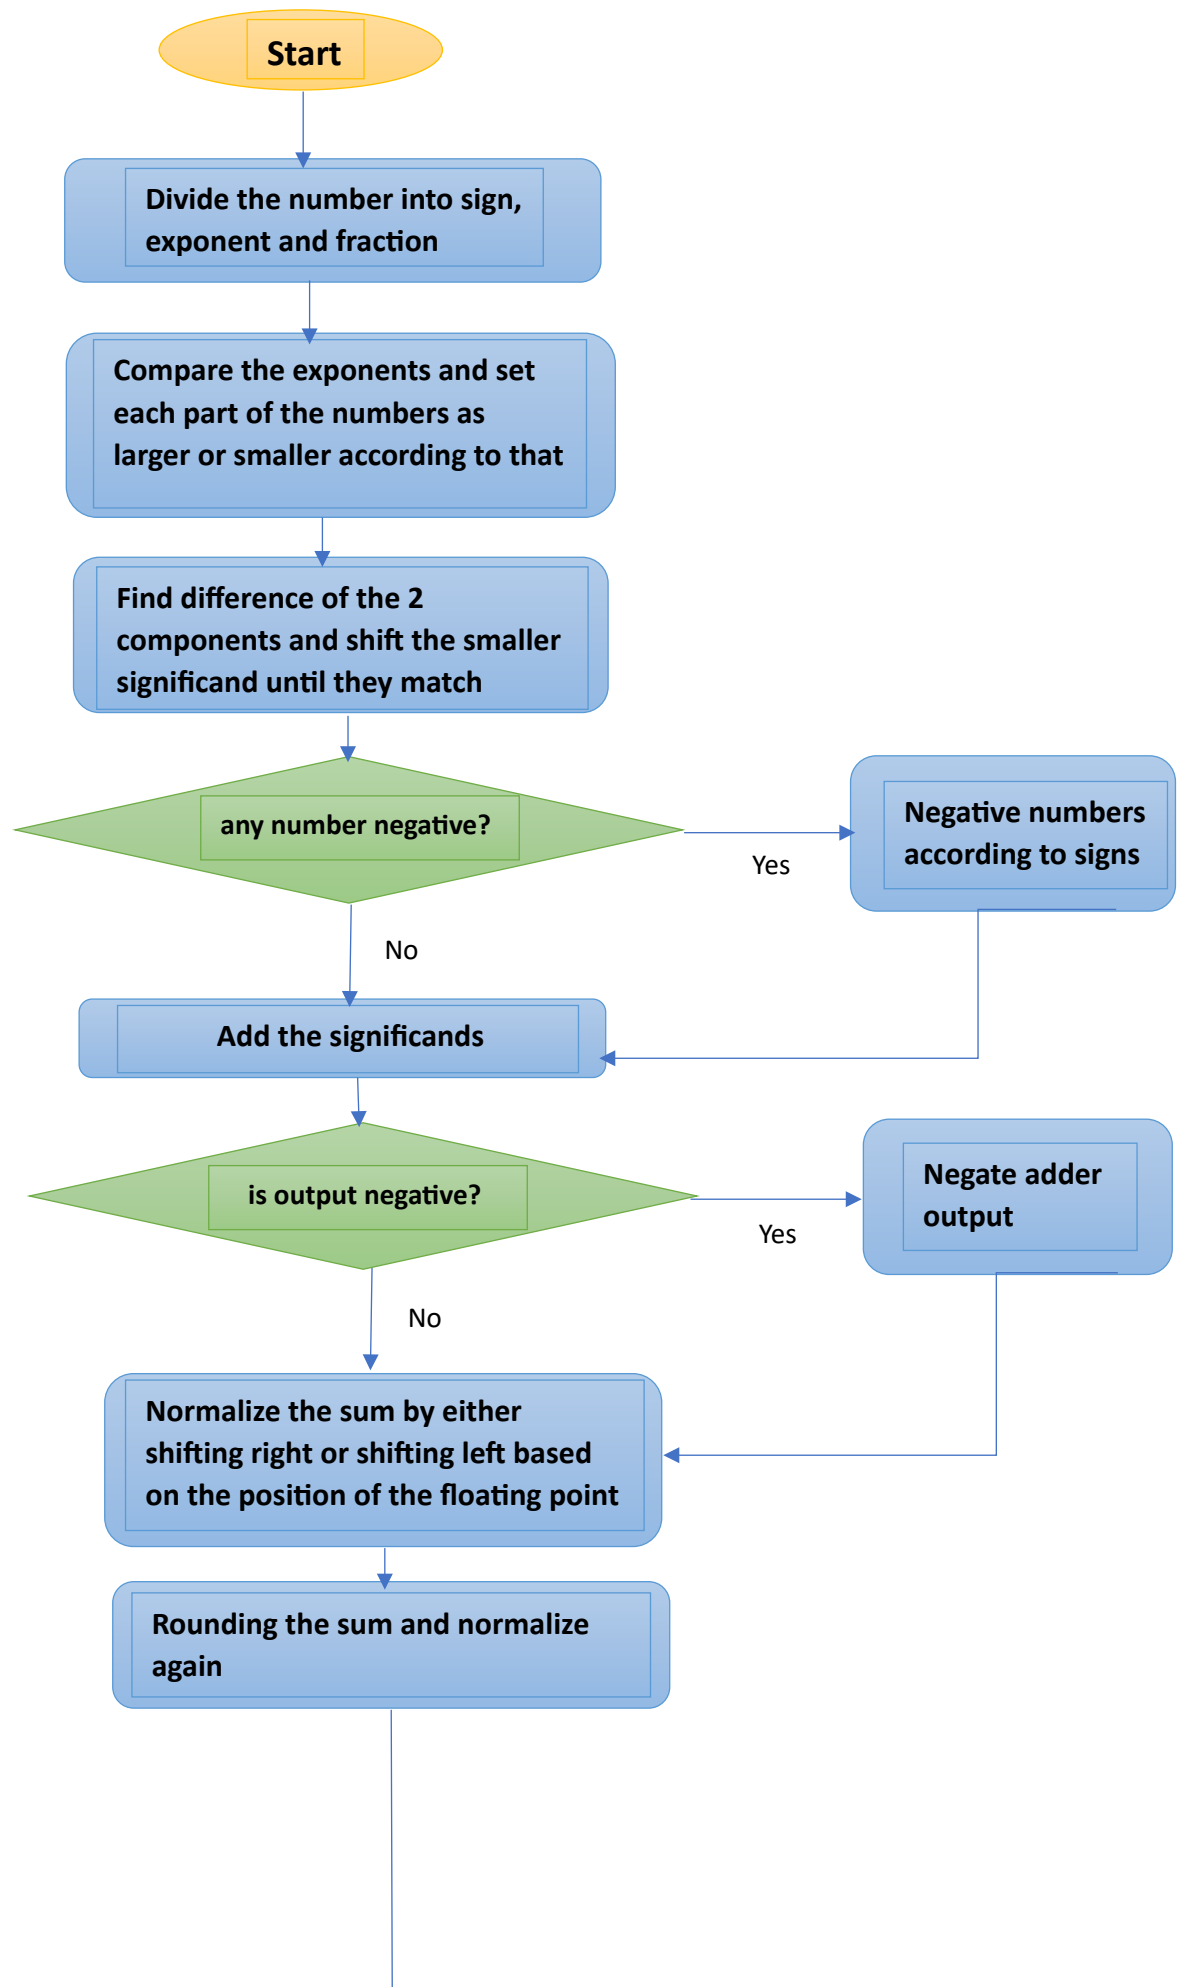 Start
Divide the number into sign,
exponent and fraction
Compare the exponents and set
each part of the numbers as
larger or smaller according to that
Find difference of the 2
components and shift the smaller
significand until they match
any number negative?
Yes
Negative numbers
according to signs
No
Add the significands
is output negative?
Yes
Negate adder
output
No
Normalize the sum by either
shifting right or shifting left based
on the position of the floating point
Rounding the sum and normalize
again